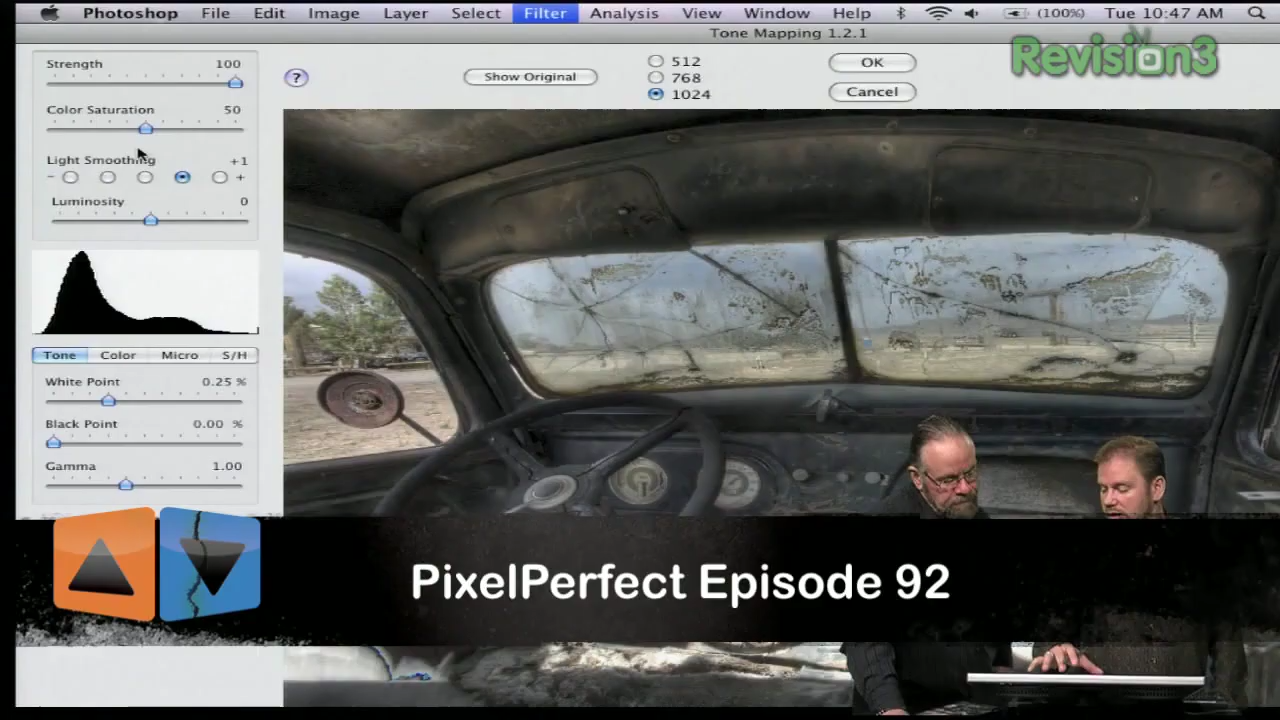 Photoshop File Edit Image Layer Select Filter Analysis View Window Help (100%) Tue 10:47 AM
Tone Mapping 1.2.1
Revision3
Strength 100
Color Saturation 50
Light Smoothing +1
- +
Luminosity 0
?
Show Original
512
768
1024
OK
Cancel
Tone Color Micro S/H
White Point 0.25 %
Black Point 0.00 %
Gamma 1.00
PixelPerfect Episode 92